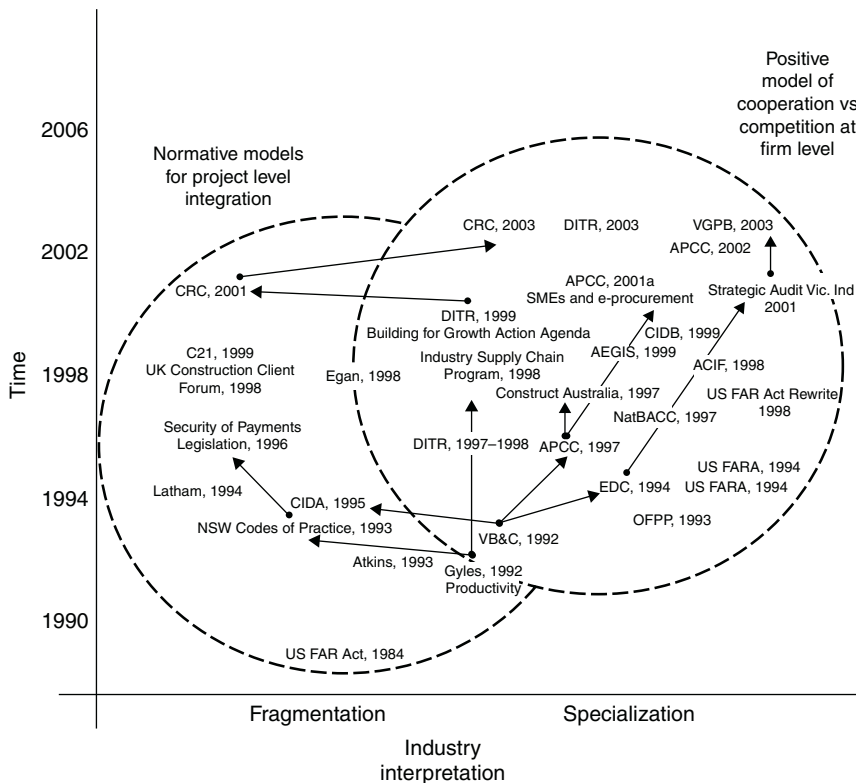 Positive
model of
cooperation vs
competition at
firm level
2006
Normative models
for project level
integration
CRC, 2003
DITR, 2003
VGPB, 2003
2002
APCC, 2002
CRC, 2001
APCC, 2001a
SMEs and e-procurement
Strategic Audit Vic. Ind
2001
DITR, 1999
Building for Growth Action Agenda
CIDB, 1999
C21, 1999
UK Construction Client
Forum, 1998
AEGIS, 1999
Industry Supply Chain
Program, 1998
ACIF, 1998
1998
Egan, 1998
Construct Australia, 1997
US FAR Act Rewrite
1998
NatBACC, 1997
Security of Payments
Legislation, 1996
DITR, 1997–1998
APCC, 1997
Time
US FARA, 1994
US FARA, 1994
EDC, 1994
Latham, 1994
1994
CIDA, 1995
NSW Codes of Practice, 1993
OFPP, 1993
VB&C, 1992
Atkins, 1993
Gyles, 1992
Productivity
1990
US FAR Act, 1984
Fragmentation
Specialization
Industry
interpretation